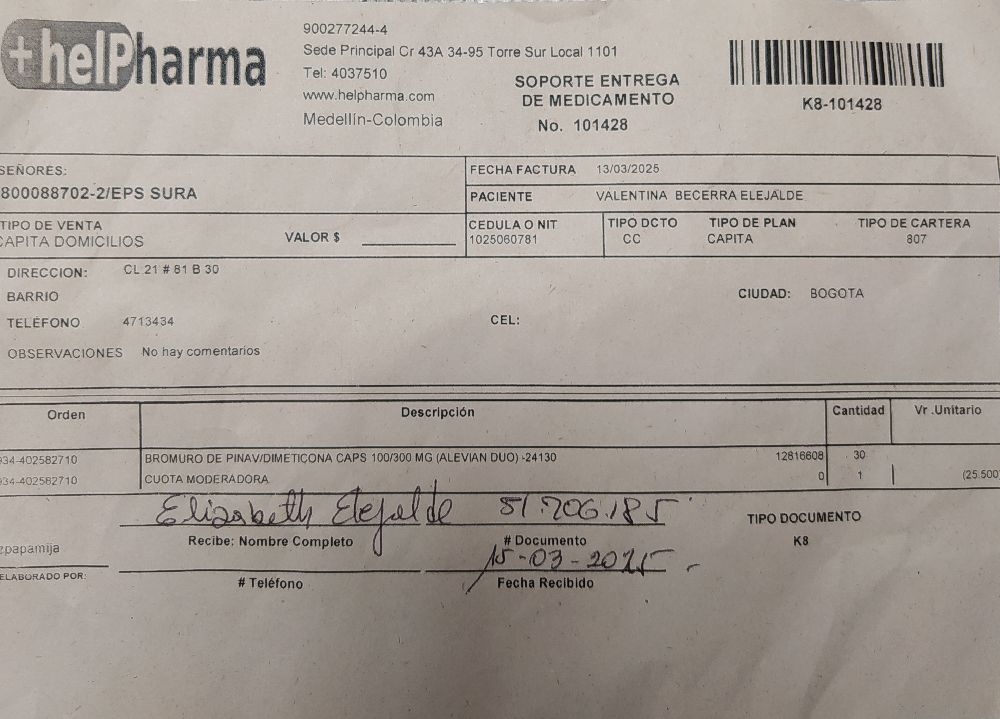 +helPharma
900277244-4
Sede Principal Cr 43A 34-95 Torre Sur Local 1101
Tel: 4037510
www.helpharma.com
Medellín-Colombia
SOPORTE ENTREGA
DE MEDICAMENTO
No. 101428
K8-101428
SEÑORES:
800088702-2/EPS SURA
FECHA FACTURA 13/03/2025
PACIENTE VALENTINA BECERRA ELEJALDE
TIPO DE VENTA
CAPITA DOMICILIOS
VALOR $
CEDULA O NIT
1025060781
TIPO DCTO
CC
TIPO DE PLAN
CAPITA
TIPO DE CARTERA
807
DIRECCION: CL 21 # 81 B 30
BARRIO
CIUDAD: BOGOTA
TELÉFONO 4713434
CEL:
OBSERVACIONES No hay comentarios
Orden Descripción Cantidad Vr .Unitario
934-402582710 BROMURO DE PINAV/DIMETICONA CAPS 100/300 MG (ALEVIAN DUO) -24130 12816608 30
934-402582710 CUOTA MODERADORA 0 1 (25.500
Elizabeth Elejalde 51.706.185
Recibe: Nombre Completo # Documento
TIPO DOCUMENTO
K8
zpapamija
15-03-2025
ELABORADO POR:
# Teléfono Fecha Recibido